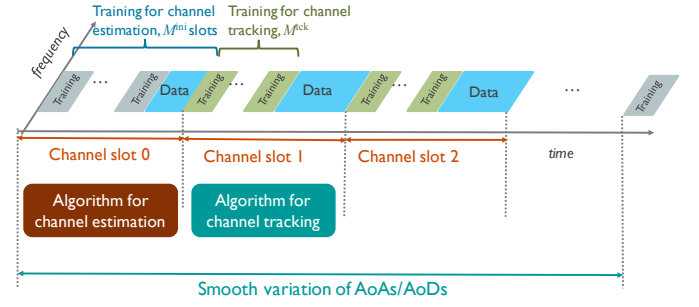 Training for channel
estimation, M^ini slots
Training for channel
tracking, M^tck
frequency
Training
...
Training
Data
Training
...
Training
Data
Training
...
Training
Data
...
Training
Channel slot 0
Channel slot 1
Channel slot 2
time
Algorithm for
channel estimation
Algorithm for
channel tracking
Smooth variation of AoAs/AoDs